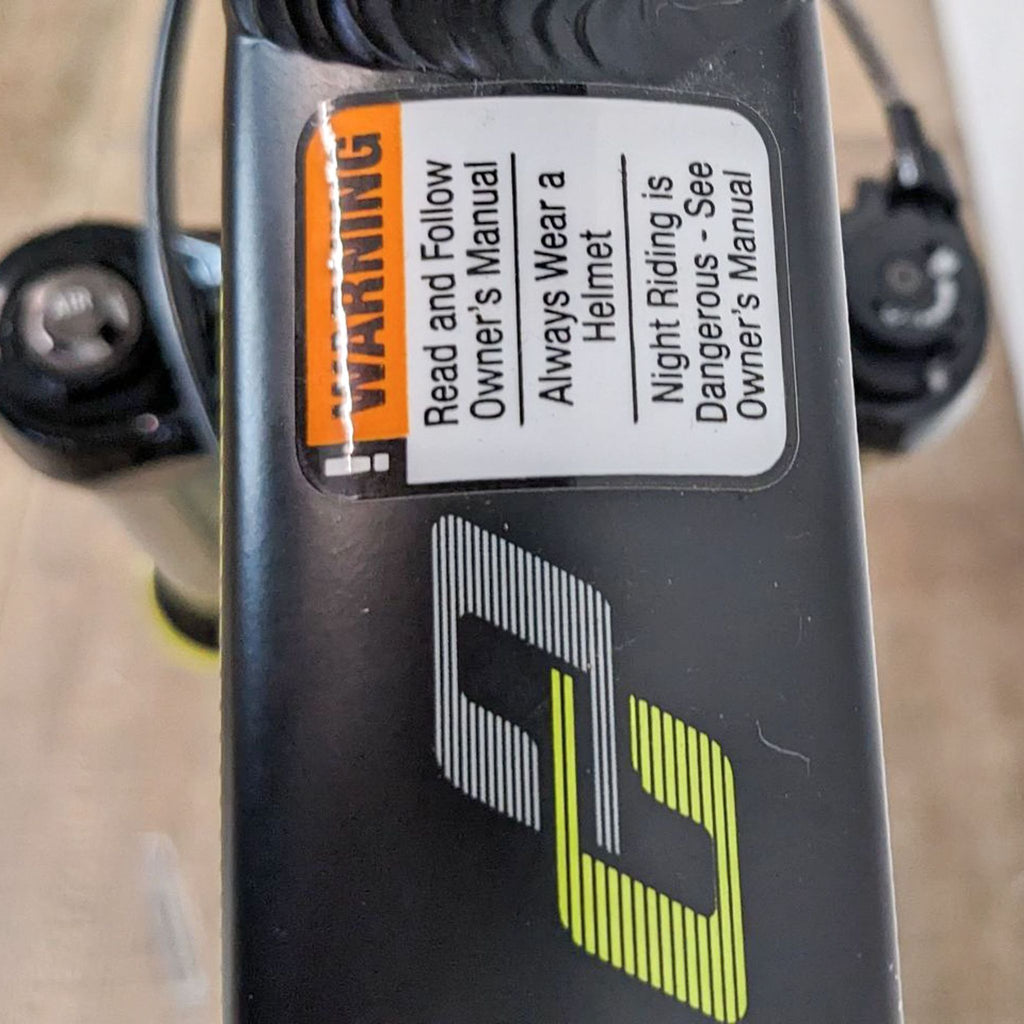 ! WARNING
Read and Follow
Owner's Manual
Always Wear a
Helmet
Night Riding is
Dangerous - See
Owner's Manual